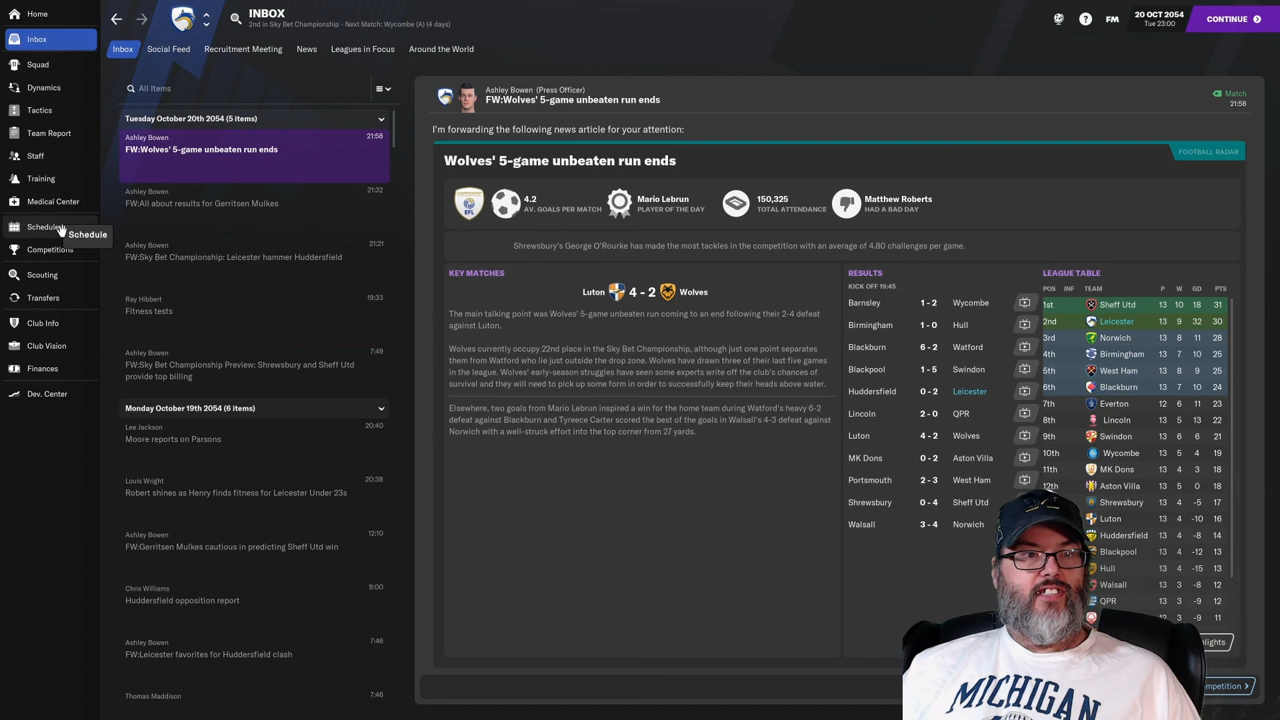 Home
Inbox
Squad
Dynamics
Tactics
Team Report
Staff
Training
Medical Center
Schedule
Schedule
Competitions
Scouting
Transfers
Club Info
Club Vision
Finances
Dev. Center
INBOX
2nd in Sky Bet Championship - Next Match: Wycombe (A) (4 days)
FM
20 OCT 2054
Tue 23:00
CONTINUE
Inbox Social Feed Recruitment Meeting News Leagues in Focus Around the World
All Items
Tuesday October 20th 2054 (5 items)
Ashley Bowen 21:58
FW:Wolves' 5-game unbeaten run ends
Ashley Bowen 21:32
FW:All about results for Gerritsen Mulkes
Ashley Bowen 21:21
FW:Sky Bet Championship: Leicester hammer Huddersfield
Ray Hibbert 19:33
Fitness tests
Ashley Bowen 7:49
FW:Sky Bet Championship Preview: Shrewsbury and Sheff Utd
provide top billing
Monday October 19th 2054 (6 items)
Lee Jackson 20:40
Moore reports on Parsons
Louis Wright 20:38
Robert shines as Henry finds fitness for Leicester Under 23s
Ashley Bowen 12:10
FW:Gerritsen Mulkes cautious in predicting Sheff Utd win
Chris Williams 9:00
Huddersfield opposition report
Ashley Bowen 7:46
FW:Leicester favorites for Huddersfield clash
Thomas Maddison 7:46
Ashley Bowen (Press Officer)
FW:Wolves' 5-game unbeaten run ends
Match
21:58
I'm forwarding the following news article for your attention:
Wolves' 5-game unbeaten run ends
FOOTBALL RADAR
EFL
4.2
AV. GOALS PER MATCH
Mario Lebrun
PLAYER OF THE DAY
150,325
TOTAL ATTENDANCE
Matthew Roberts
HAD A BAD DAY
Shrewsbury's George O'Rourke has made the most tackles in the competition with an average of 4.80 challenges per game.
KEY MATCHES
Luton 4 - 2 Wolves
The main talking point was Wolves' 5-game unbeaten run coming to an end following their 2-4 defeat
against Luton.
Wolves currently occupy 22nd place in the Sky Bet Championship, although just one point separates
them from Watford who lie just outside the drop zone. Wolves have drawn three of their last five games
in the league. Wolves' early-season struggles have seen some experts write off the club's chances of
survival and they will need to pick up some form in order to successfully keep their heads above water.
Elsewhere, two goals from Mario Lebrun inspired a win for the home team during Watford's heavy 6-2
defeat against Blackburn and Tyreece Carter scored the best of the goals in Walsall's 4-3 defeat against
Norwich with a well-struck effort into the top corner from 27 yards.
RESULTS
KICK OFF 19:45
Barnsley 1 - 2 Wycombe
Birmingham 1 - 0 Hull
Blackburn 6 - 2 Watford
Blackpool 1 - 5 Swindon
Huddersfield 0 - 2 Leicester
Lincoln 2 - 0 QPR
Luton 4 - 2 Wolves
MK Dons 0 - 2 Aston Villa
Portsmouth 2 - 3 West Ham
Shrewsbury 0 - 4 Sheff Utd
Walsall 3 - 4 Norwich
LEAGUE TABLE
POS INF TEAM P W GD PTS
1st Sheff Utd 13 10 18 31
2nd Leicester 13 9 32 30
3rd Norwich 13 8 11 28
4th Birmingham 13 7 10 25
5th West Ham 13 8 9 25
6th Blackburn 13 7 10 24
7th Everton 12 6 11 23
8th Lincoln 13 5 13 22
9th Swindon 13 6 6 21
10th Wycombe 13 5 4 19
11th MK Dons 13 4 3 18
12th Aston Villa 13 5 0 18
Shrewsbury 13 4 -5 17
Luton 13 4 -10 16
Huddersfield 13 4 -8 14
Blackpool 13 4 -12 13
Hull 13 4 -15 13
Walsall 13 3 -8 12
QPR 13 3 -9 12
12 3 -9 11
hlights
mpetition
MICHIGAN